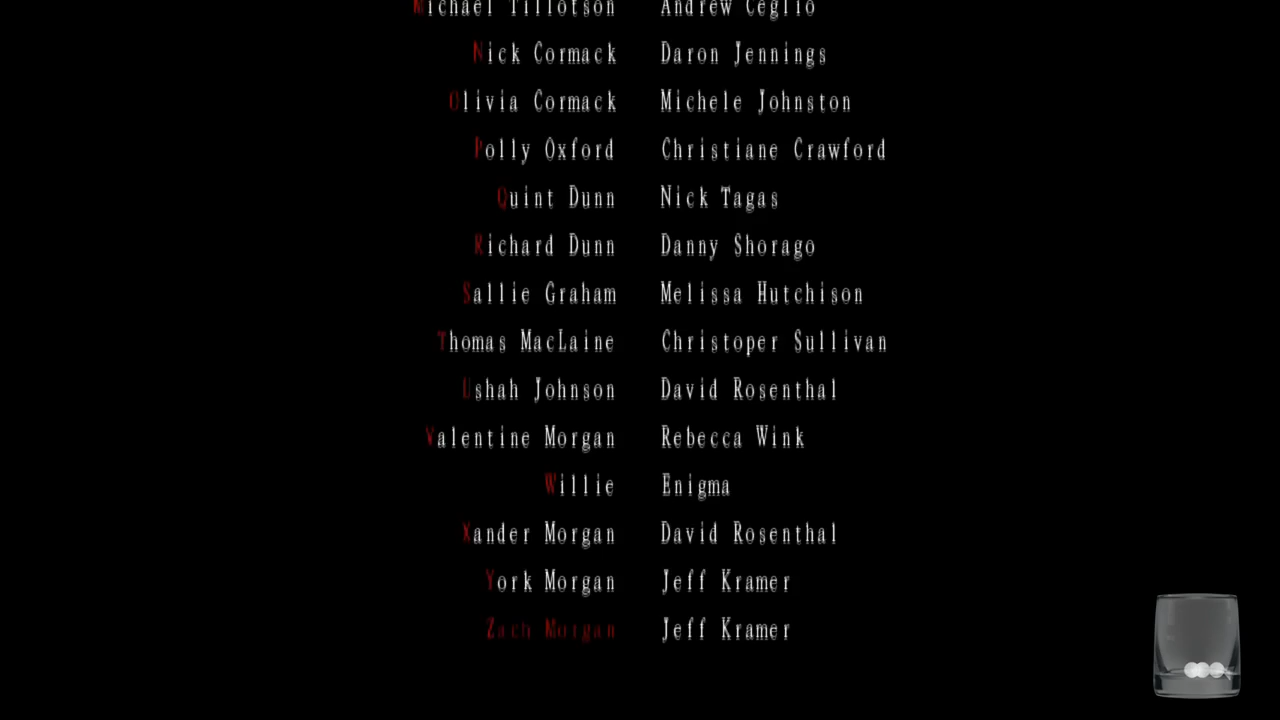 Michael Tillotson Andrew Ceglio
Nick Cormack Daron Jennings
Olivia Cormack Michele Johnston
Polly Oxford Christiane Crawford
Quint Dunn Nick Tagas
Richard Dunn Danny Shorago
Sallie Graham Melissa Hutchison
Thomas MacLaine Christoper Sullivan
Ushah Johnson David Rosenthal
Valentine Morgan Rebecca Wink
Willie Enigma
Xander Morgan David Rosenthal
York Morgan Jeff Kramer
Zach Morgan Jeff Kramer